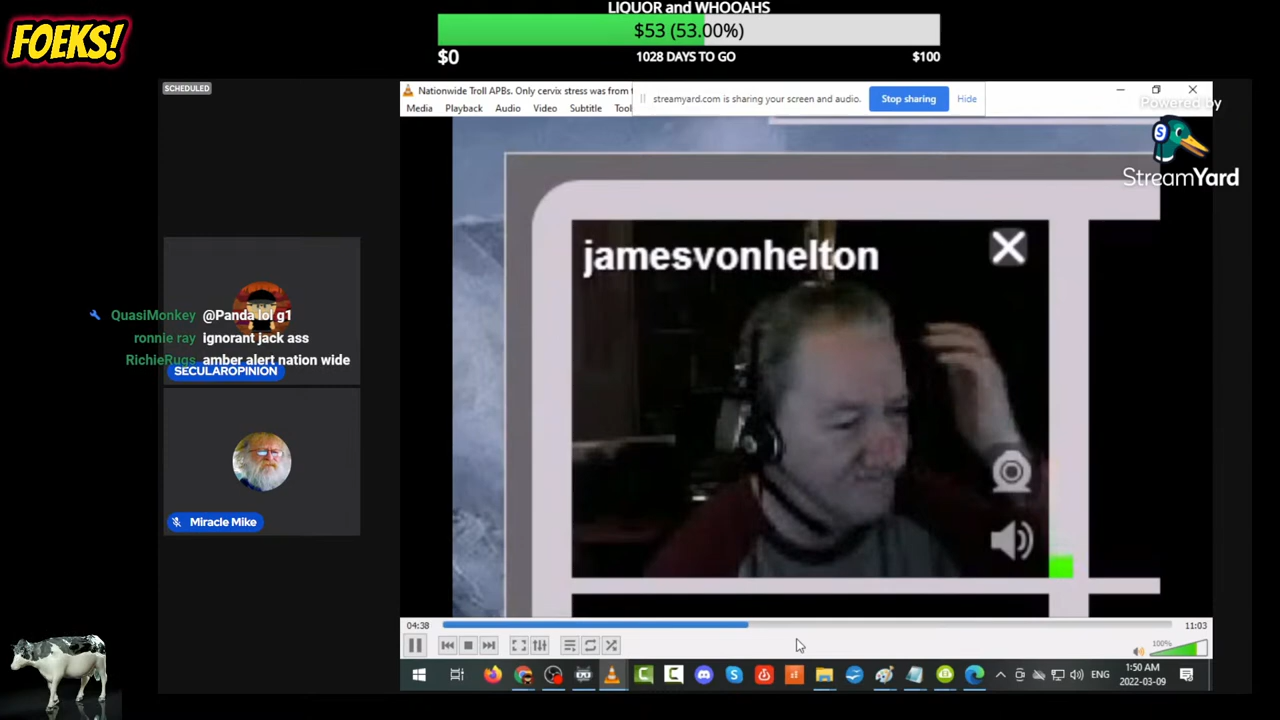 FOEKS!
LIQUOR and WHOOAHS
$53 (53.00%)
$0
1028 DAYS TO GO
$100
SCHEDULED
Nationwide Troll APBs. Only cervix stress was from
streamyard.com is sharing your screen and audio.
Stop sharing
Hide
Media Playback Audio Video Subtitle
Powered by
StreamYard
jamesvonhelton
QuasiMonkey @Panda lol g1
ronnie ray ignorant jack ass
RichieRugs amber alert nation wide
SECULAROPINION
Miracle Mike
04:38
11:03
100%
ENG
1:50 AM
2022-03-09